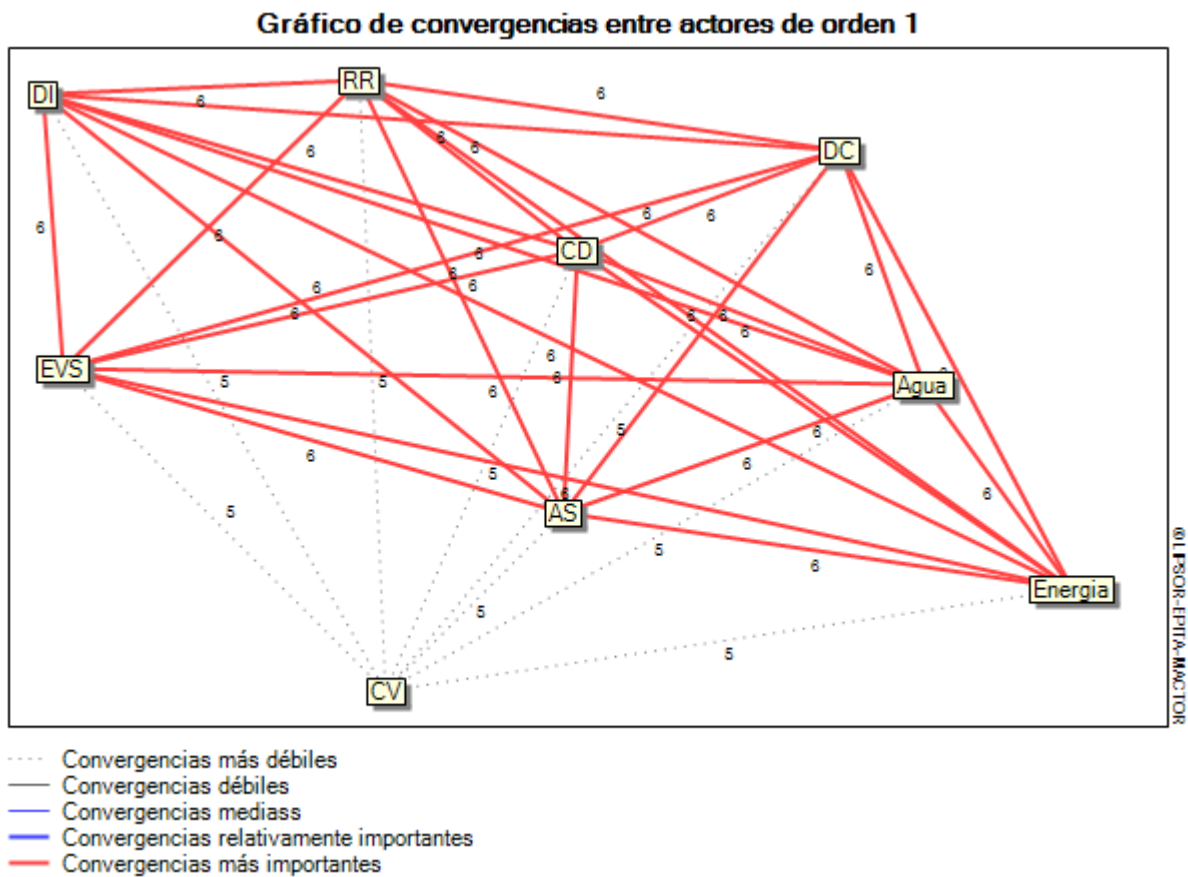 Gráfico de convergencias entre actores de orden 1
DI
RR
6
6
DC
6
6
6
6
6
6
6
6
CD
6
6
6
6
6
6
6
6
6
6
EVS
5
5
6
6
6
Agua
5
6
6
6
5
6
6
5
AS
5
6
6
Energia
5
5
CV
©LIPSOR-EPITA-MACTOR
Convergencias más débiles
Convergencias débiles
Convergencias mediass
Convergencias relativamente importantes
Convergencias más importantes